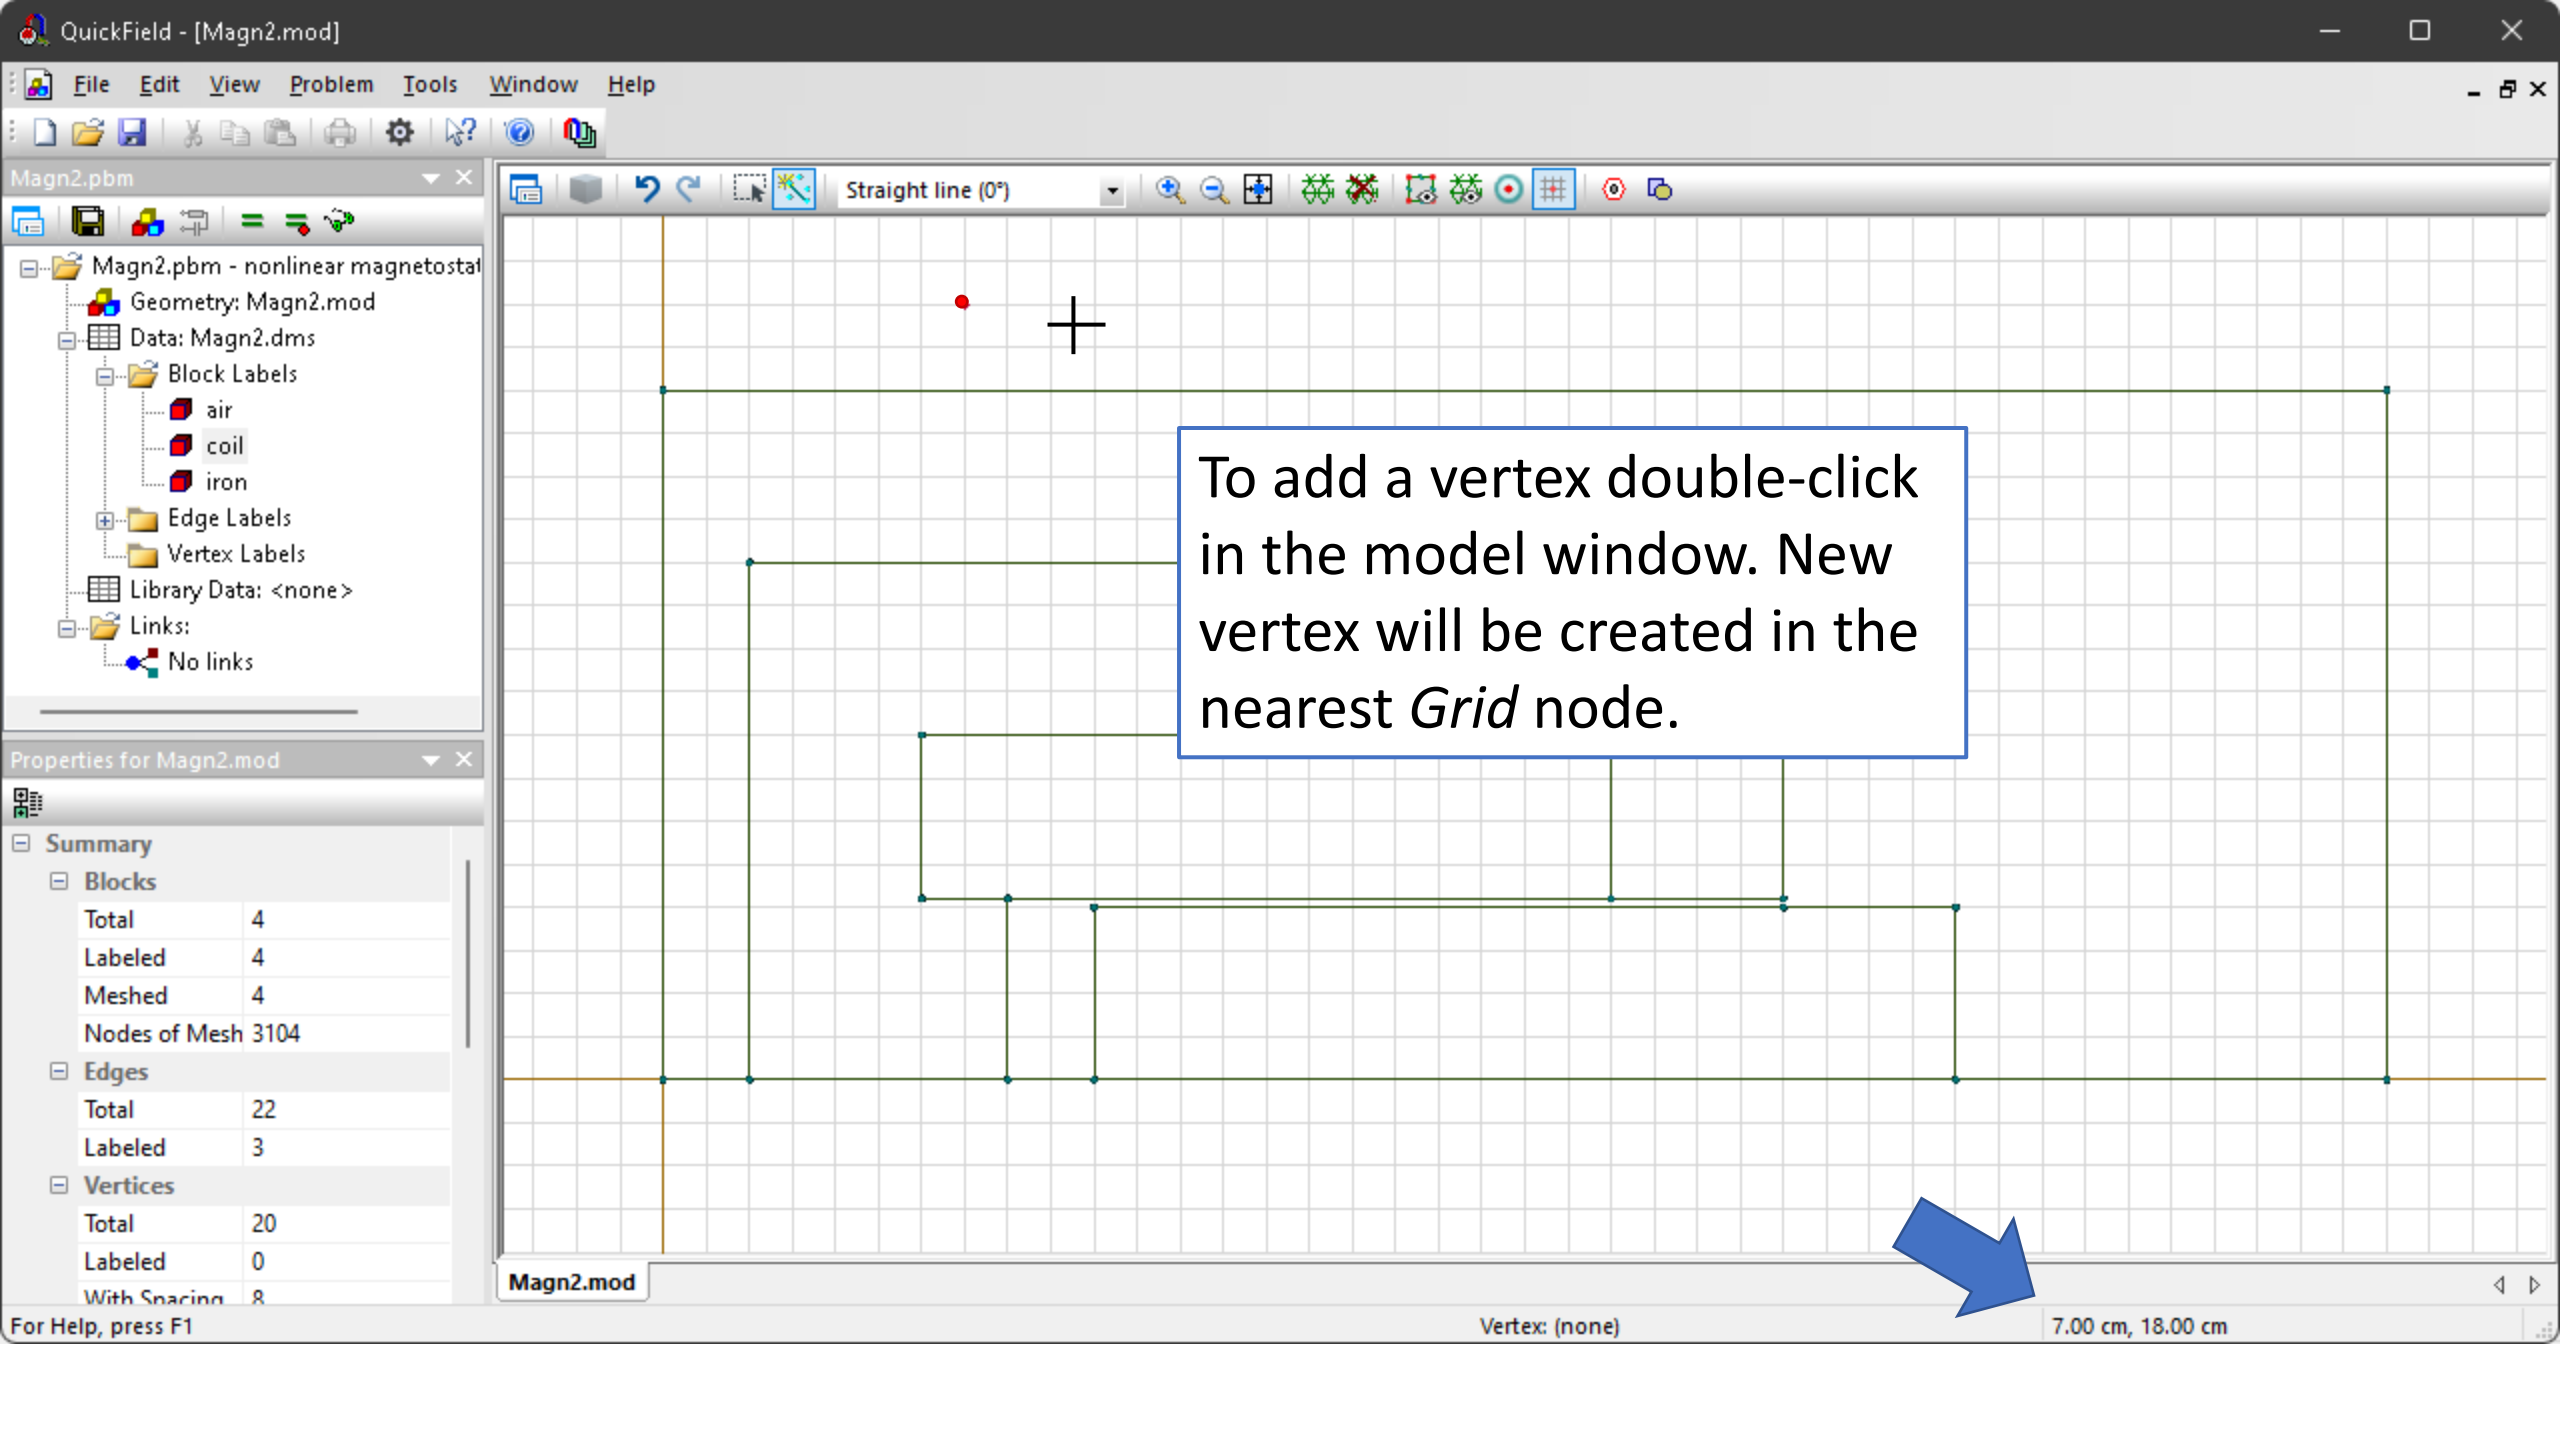 QuickField - [Magn2.mod]
File Edit View Problem Tools Window Help
Magn2.pbm
Straight line (0°)
Magn2.pbm - nonlinear magnetostat
Geometry: Magn2.mod
Data: Magn2.dms
Block Labels
air
coil
iron
Edge Labels
Vertex Labels
Library Data: <none>
Links:
No links
To add a vertex double-click
in the model window. New
vertex will be created in the
nearest Grid node.
Properties for Magn2.mod
Summary
Blocks
Total 4
Labeled 4
Meshed 4
Nodes of Mesh 3104
Edges
Total 22
Labeled 3
Vertices
Total 20
Labeled 0
With Spacing 8
Magn2.mod
For Help, press F1
Vertex: (none)
7.00 cm, 18.00 cm